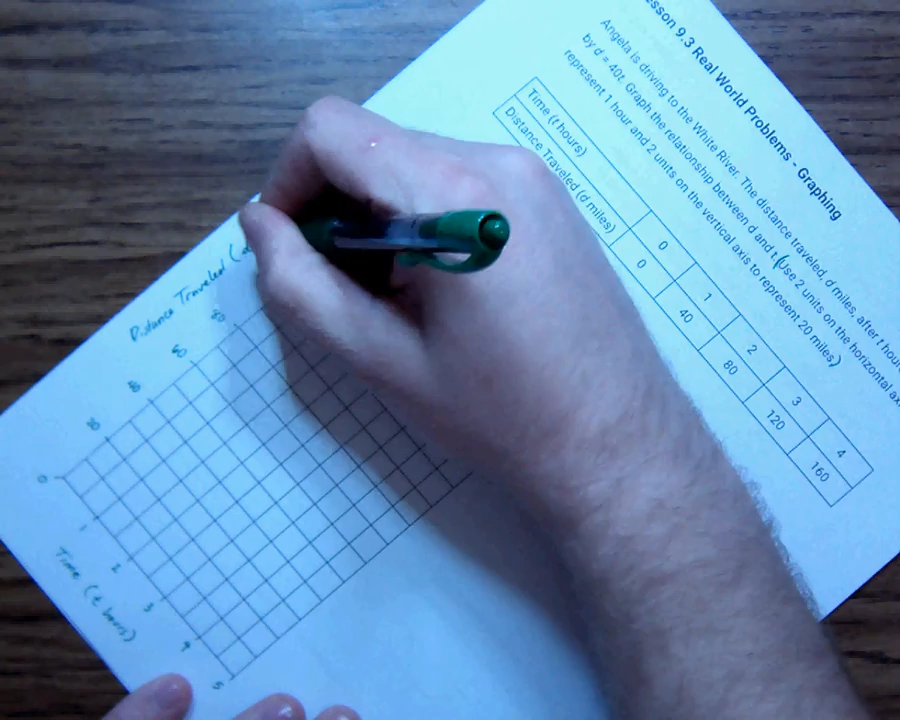 esson 9.3 Real World Problems - Graphing
Angela is driving to the White River. The distance traveled, d miles, after t hours
by d = 40t. Graph the relationship between d and t. (Use 2 units on the horizontal ax
represent 1 hour and 2 units on the vertical axis to represent 20 miles)
Time (t hours) 0 1 2 3 4
Distance Traveled (d miles) 0 40 80 120 160
Distance Traveled (d
80
60
40
20
0
1
2
3
4
5
Time (t hours)